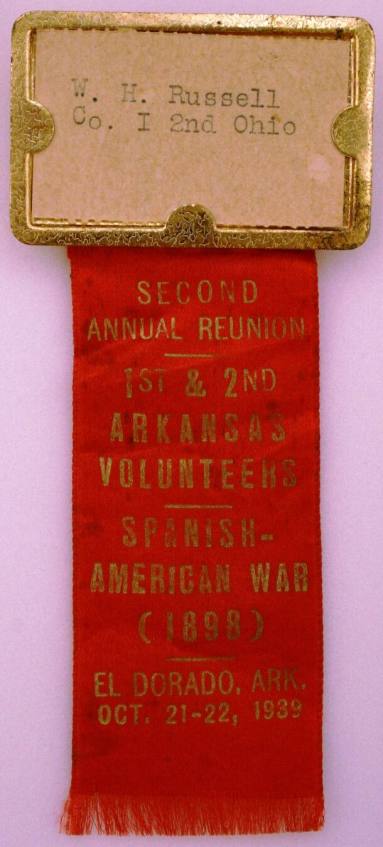 W. H. Russell
Co. I 2nd Ohio
SECOND
ANNUAL REUNION
1ST & 2ND
ARKANSAS
VOLUNTEERS
SPANISH-
AMERICAN WAR
(1898)
EL DORADO, ARK.
OCT. 21-22, 1939